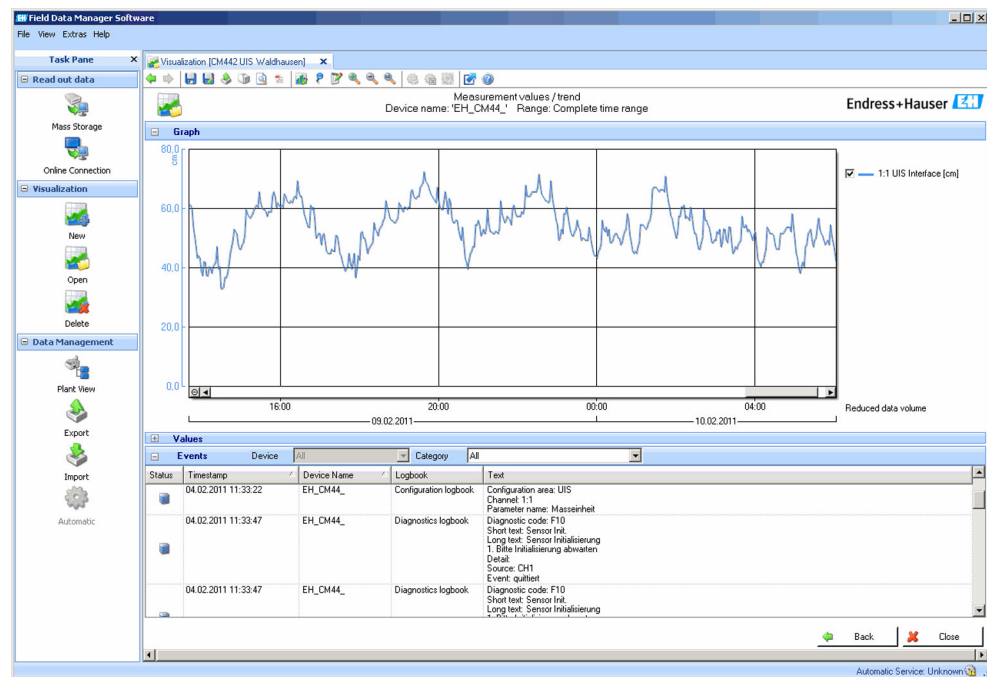 Field Data Manager Software
File View Extras Help
Task Pane
Read out data
Mass Storage
Online Connection
Visualization
New
Open
Delete
Data Management
Plant View
Export
Import
Automatic
Visualization [CM442 UIS Waldhausen]
Measurement values / trend
Device name: 'EH_CM44_' Range: Complete time range
Endress+Hauser EH
Graph
80,0
cm
60,0
40,0
20,0
0,0
1:1 UIS Interface [cm]
16:00 20:00 00:00 04:00
Reduced data volume
09.02.2011 10.02.2011
Values
Events Device All Category All
Status Timestamp Device Name Logbook Text
04.02.2011 11:33:22 EH_CM44_ Configuration logbook Configuration area: UIS
Channel: 1:1
Parameter name: Masseinheit
04.02.2011 11:33:47 EH_CM44_ Diagnostics logbook Diagnostic code: F10
Short text: Sensor Init.
Long text: Sensor Initialisierung
1. Bitte Initialisierung abwarten
Detail:
Source: CH1
Event: quittiert
04.02.2011 11:33:47 EH_CM44_ Diagnostics logbook Diagnostic code: F10
Short text: Sensor Init.
Long text: Sensor Initialisierung
Back Close
Automatic Service: Unknown